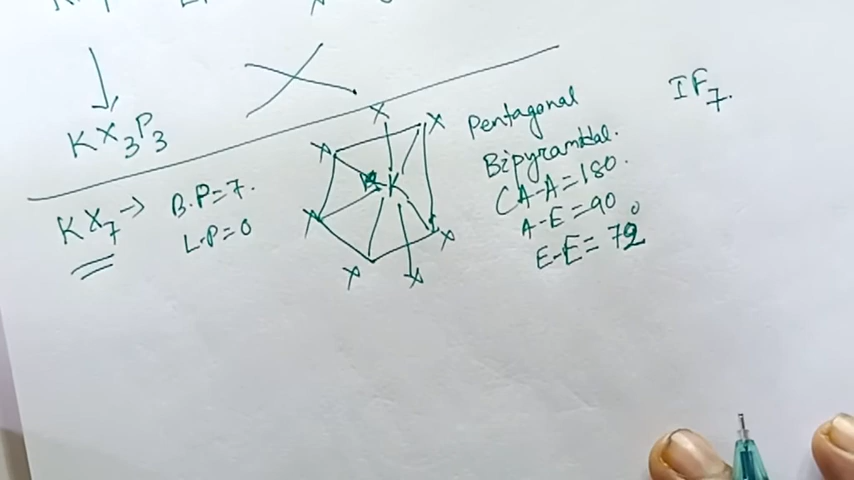 KX3P3
KX7 → B.P=7.
L.P=0
X
X
X
X
K
X
X
X
Pentagonal
Bipyramidal.
A-A=180.
A-E=90°
E-E=72
IF7.